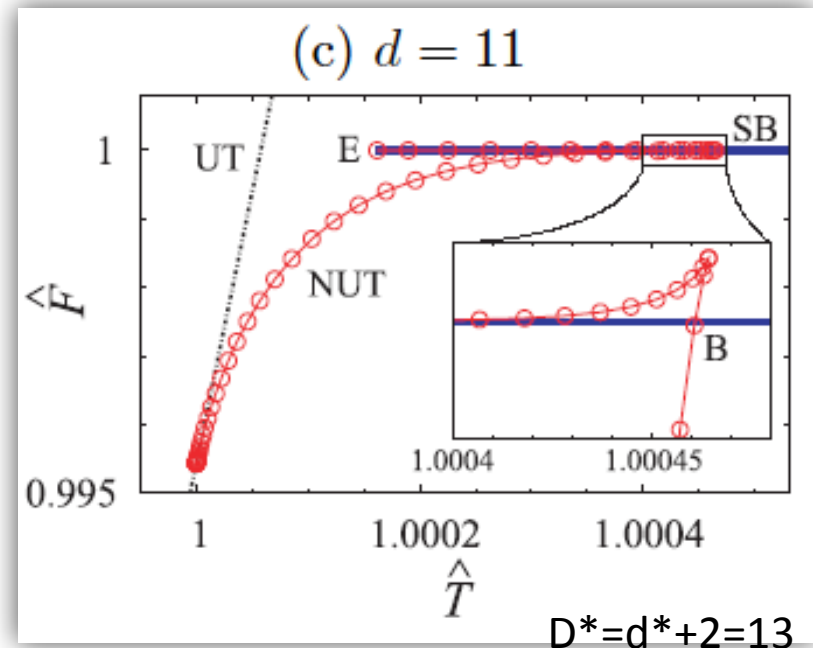 (c) d = 11
UT
E
SB
1
NUT
F̂
B
1.0004
1.00045
0.995
1
1.0002
1.0004
T̂
D*=d*+2=13